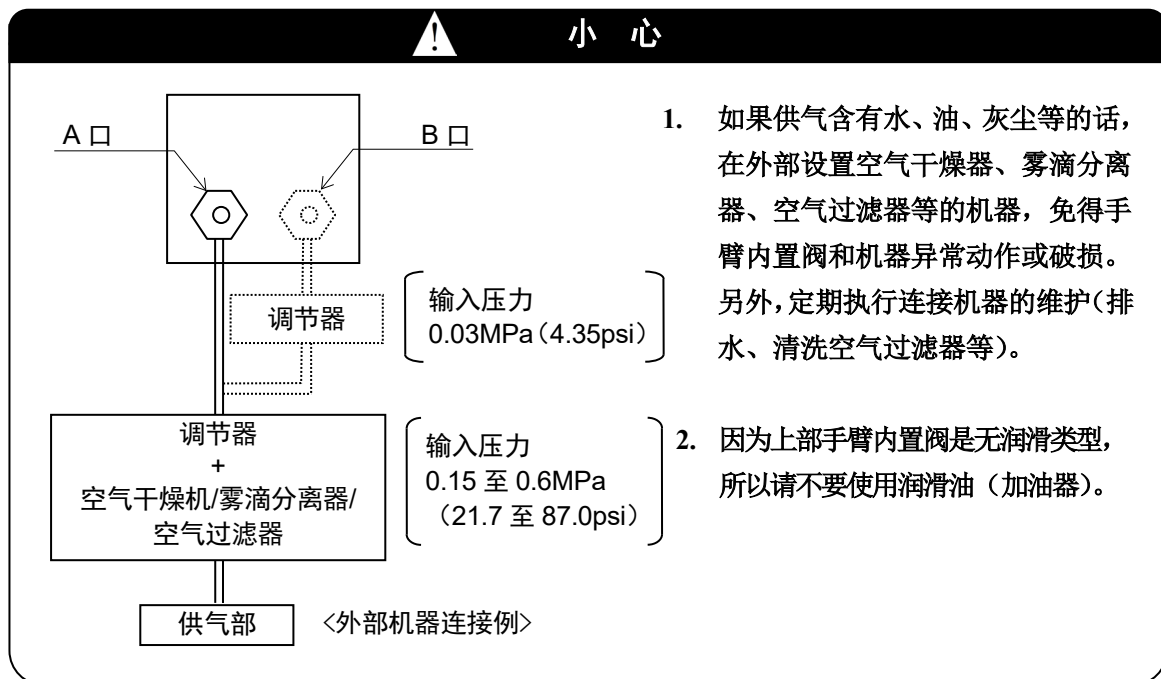 小 心
A 口
B 口
调节器
输入压力
0.03MPa（4.35psi）
调节器
+
空气干燥机/雾滴分离器/
空气过滤器
输入压力
0.15 至 0.6MPa
（21.7 至 87.0psi）
供气部
<外部机器连接例>
1. 如果供气含有水、油、灰尘等的话，
在外部设置空气干燥器、雾滴分离
器、空气过滤器等的机器，免得手
臂内置阀和机器异常动作或破损。
另外，定期执行连接机器的维护（排
水、清洗空气过滤器等）。
2. 因为上部手臂内置阀是无润滑类型，
所以请不要使用润滑油（加油器）。